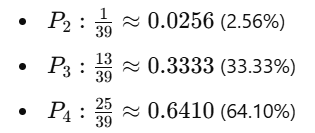 • P₂ : 1/39 ≈ 0.0256 (2.56%)
• P₃ : 13/39 ≈ 0.3333 (33.33%)
• P₄ : 25/39 ≈ 0.6410 (64.10%)